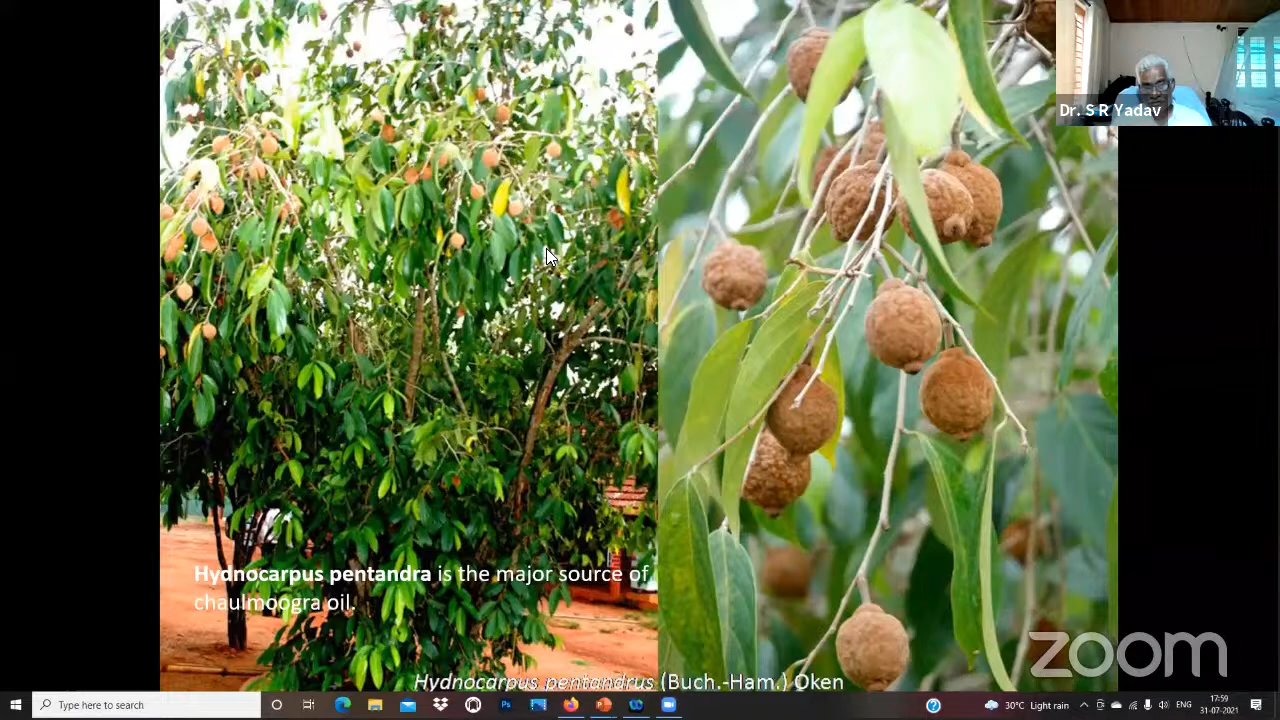 Dr. S R Yadav
Hydnocarpus pentandra is the major source of
chaulmoogra oil.
zoom
Hydnocarpus pentandrus (Buch.-Ham.) Oken
Type here to search
30°C Light rain
ENG
17:59
31-07-2021